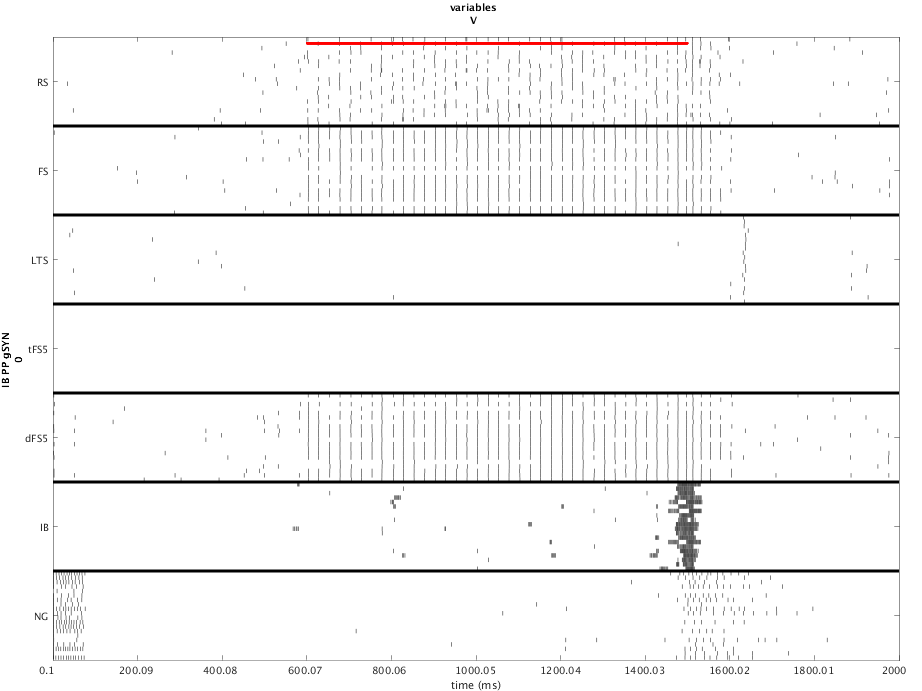 variables
V
RS
FS
LTS
tFS5
dFS5
IB
NG
IB PP gSYN
0
0.1 200.09 400.08 600.07 800.06 1000.05 1200.04 1400.03 1600.02 1800.01 2000
time (ms)